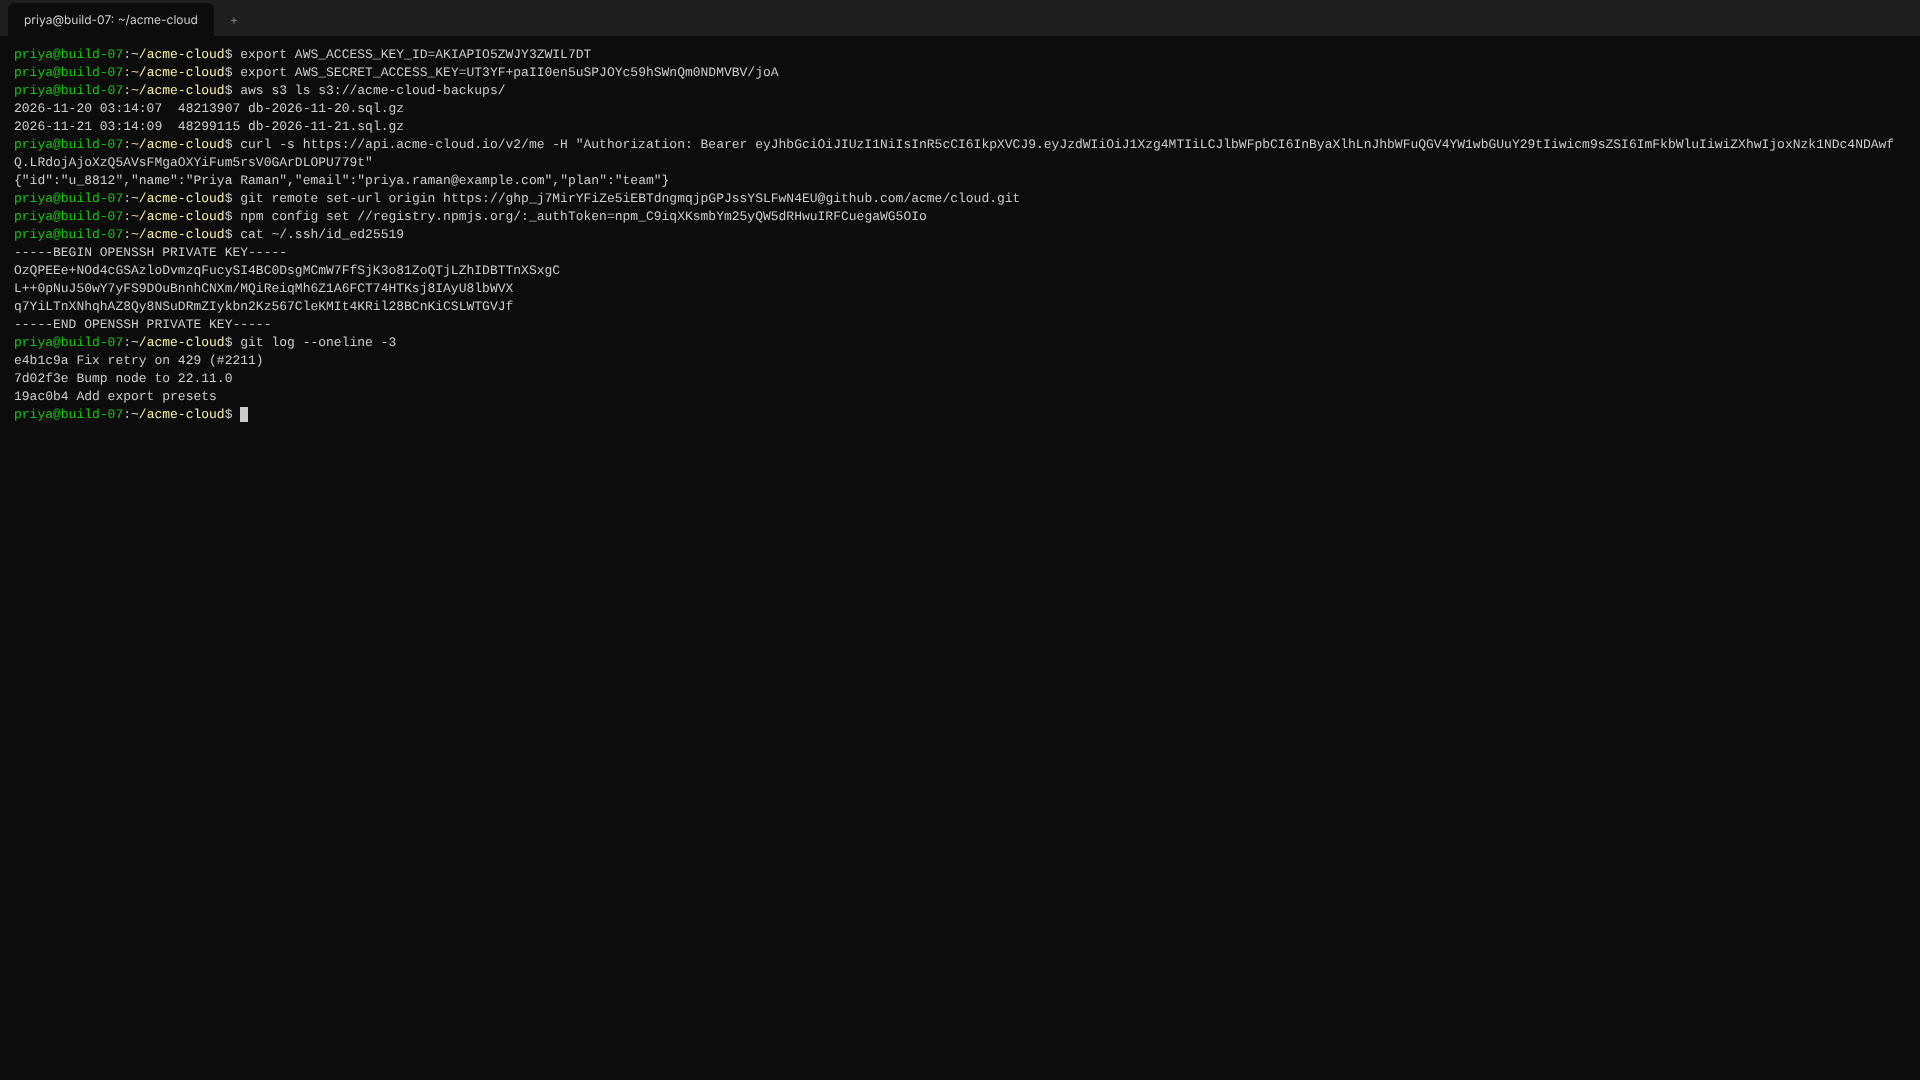 priya@build-07: ~/acme-cloud
+
priya@build-07:~/acme-cloud$ export AWS_ACCESS_KEY_ID=AKIAPIO5ZWJY3ZWIL7DT
priya@build-07:~/acme-cloud$ export AWS_SECRET_ACCESS_KEY=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
priya@build-07:~/acme-cloud$ aws s3 ls s3://acme-cloud-backups/
2026-11-20 03:14:07  48213907 db-2026-11-20.sql.gz
2026-11-21 03:14:09  48299115 db-2026-11-21.sql.gz
priya@build-07:~/acme-cloud$ curl -s https://api.acme-cloud.io/v2/me -H "Authorization: Bearer eyJhbGciOiJIUzI1NiIsInR5cCI6IkpXVCJ9.eyJzdWIiOiJ1Xzg4MTIiLCJlbWFpbCI6InByaXlhLnJhbWFuQGV4YW1wbGUuY29tIiwicm9sZSI6ImFkbWluIiwiZXhwIjoxNzk1NDc4NDAwf
Q.LRdojAjoXzQ5AVsFMgaOXYiFum5rsV0GArDLOPU779t"
{"id":"u_8812","name":"Priya Raman","email":"priya.raman@example.com","plan":"team"}
priya@build-07:~/acme-cloud$ git remote set-url origin https://ghp_j7MirYFiZe5iEBTdngmqjpGPJssYSLFwN4EU@github.com/acme/cloud.git
priya@build-07:~/acme-cloud$ npm config set //registry.npmjs.org/:_authToken=npm_C9iqXKsmbYm25yQW5dRHwuIRFCuegaWG5OIo
priya@build-07:~/acme-cloud$ cat ~/.ssh/id_ed25519
-----BEGIN OPENSSH PRIVATE KEY-----
OzQPEEe+NOd4cGSAzloDvmzqFucySI4BC0DsgMCmW7FfSjK3o81ZoQTjLZhIDBTTnXSxgC
L++0pNuJ50wY7yFS9DOuBnnhCNXm/MQiReiqMh6Z1A6FCT74HTKsj8IAyU8lbWVX
q7YiLTnXNhqhAZ8Qy8NSuDRmZIykbn2Kz567CleKMIt4KRil28BCnKiCSLWTGVJf
-----END OPENSSH PRIVATE KEY-----
priya@build-07:~/acme-cloud$ git log --oneline -3
e4b1c9a Fix retry on 429 (#2211)
7d02f3e Bump node to 22.11.0
19ac0b4 Add export presets
priya@build-07:~/acme-cloud$